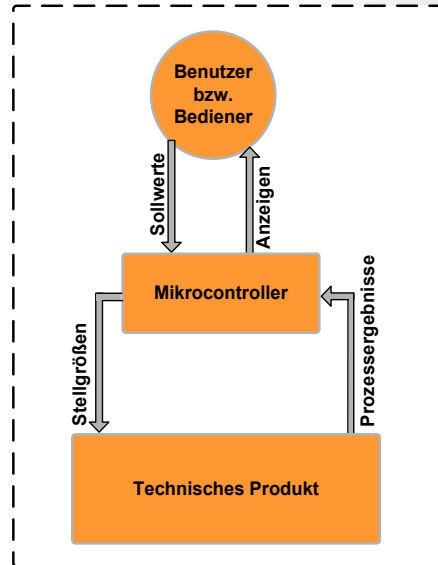 Benutzer
bzw.
Bediener
Sollwerte
Anzeigen
Mikrocontroller
Stellgrößen
Prozessergebnisse
Technisches Produkt